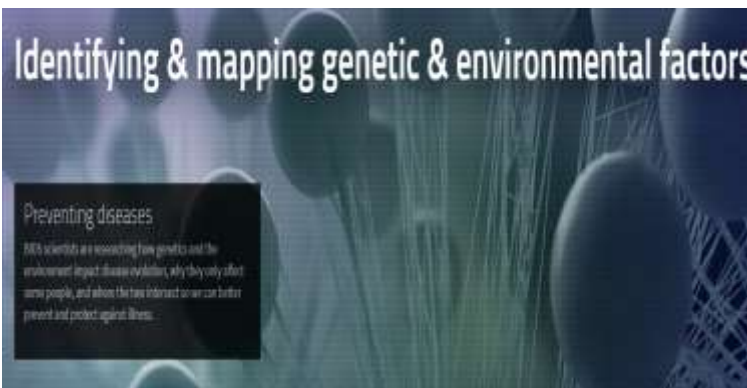 Identifying & mapping genetic & environmental factors
Preventing diseases
scientists are researching how genetics and the
environment impact disease evolution, why they only affect
some people, and where the two intersect so we can better
prevent and protect against illness.